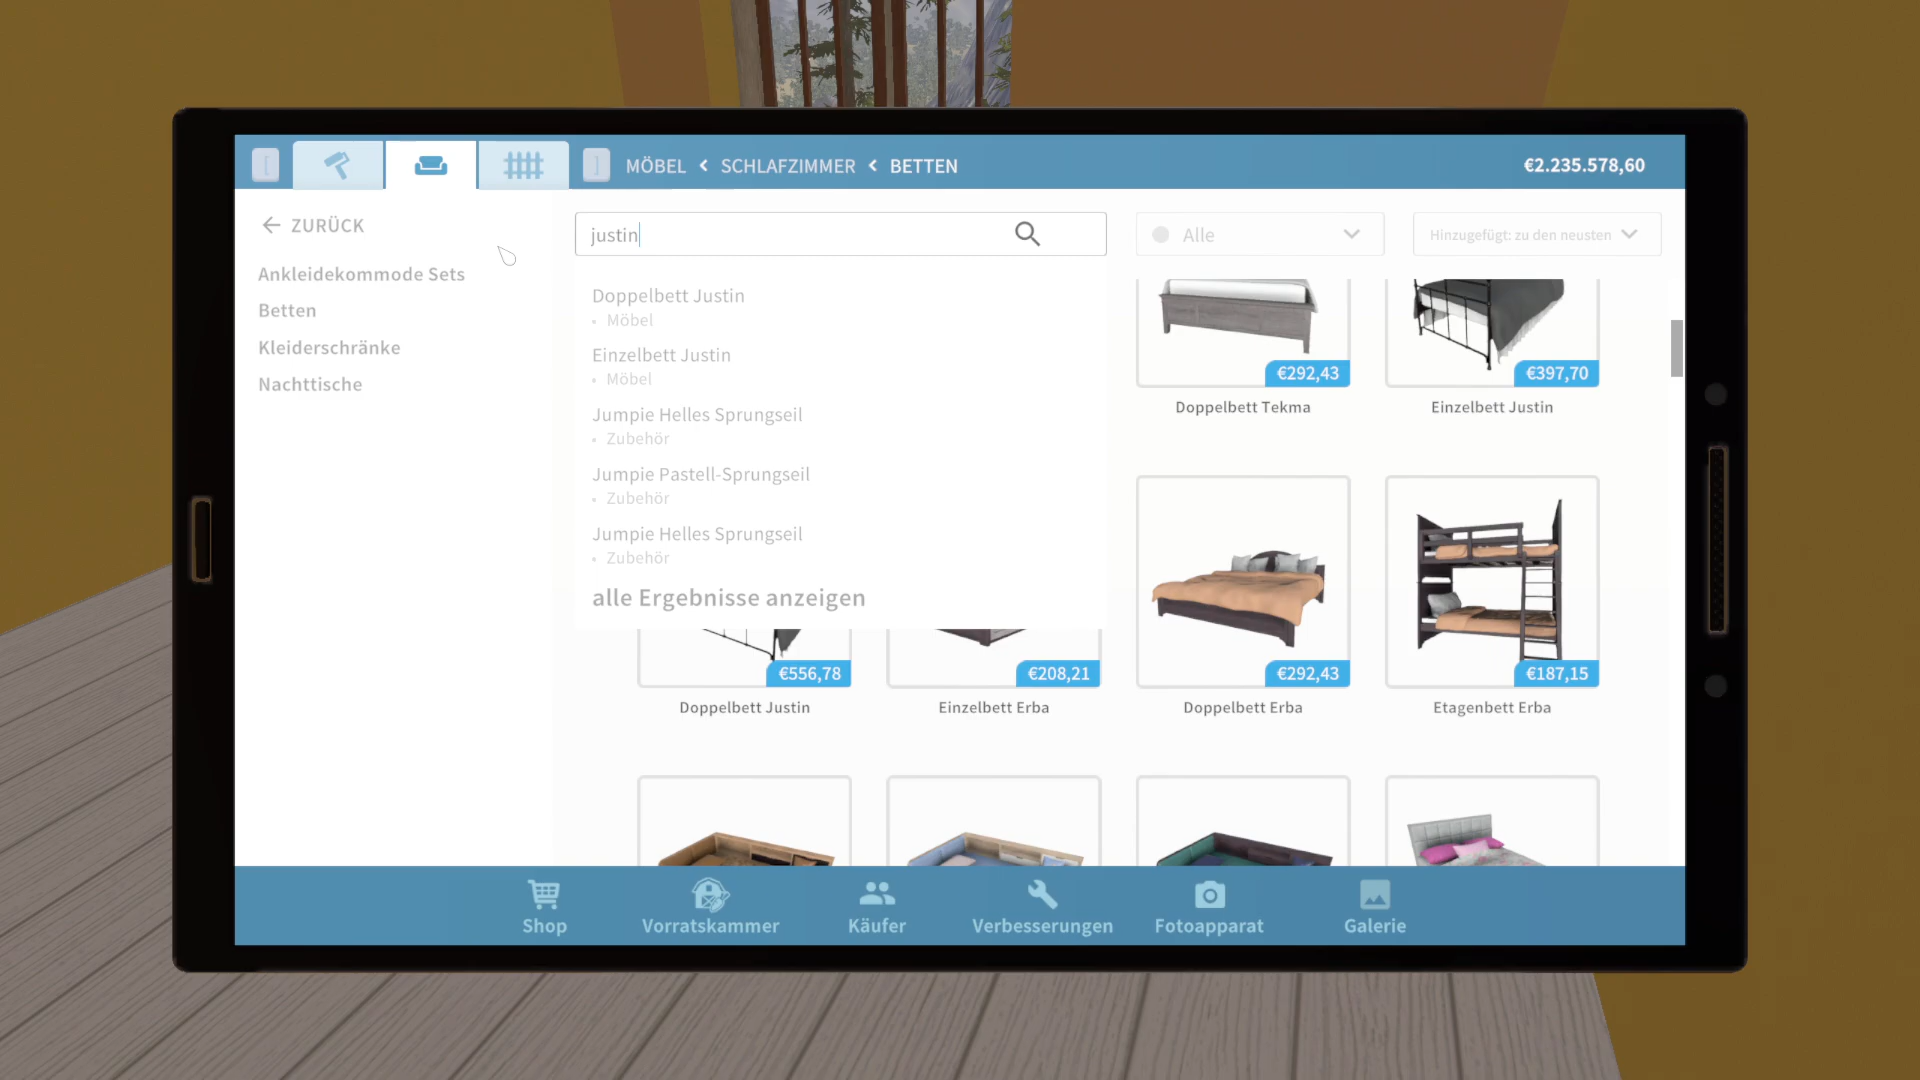 [
]
MÖBEL < SCHLAFZIMMER < BETTEN
€2.235.578,60
ZURÜCK
Ankleidekommode Sets
Betten
Kleiderschränke
Nachttische
justin
Alle
Hinzugefügt: zu den neusten
Doppelbett Justin
• Möbel
Einzelbett Justin
• Möbel
Jumpie Helles Sprungseil
• Zubehör
Jumpie Pastell-Sprungseil
• Zubehör
Jumpie Helles Sprungseil
• Zubehör
alle Ergebnisse anzeigen
€292,43
€397,70
Doppelbett Tekma
Einzelbett Justin
€556,78
€208,21
€292,43
€187,15
Doppelbett Justin
Einzelbett Erba
Doppelbett Erba
Etagenbett Erba
Shop
Vorratskammer
Käufer
Verbesserungen
Fotoapparat
Galerie